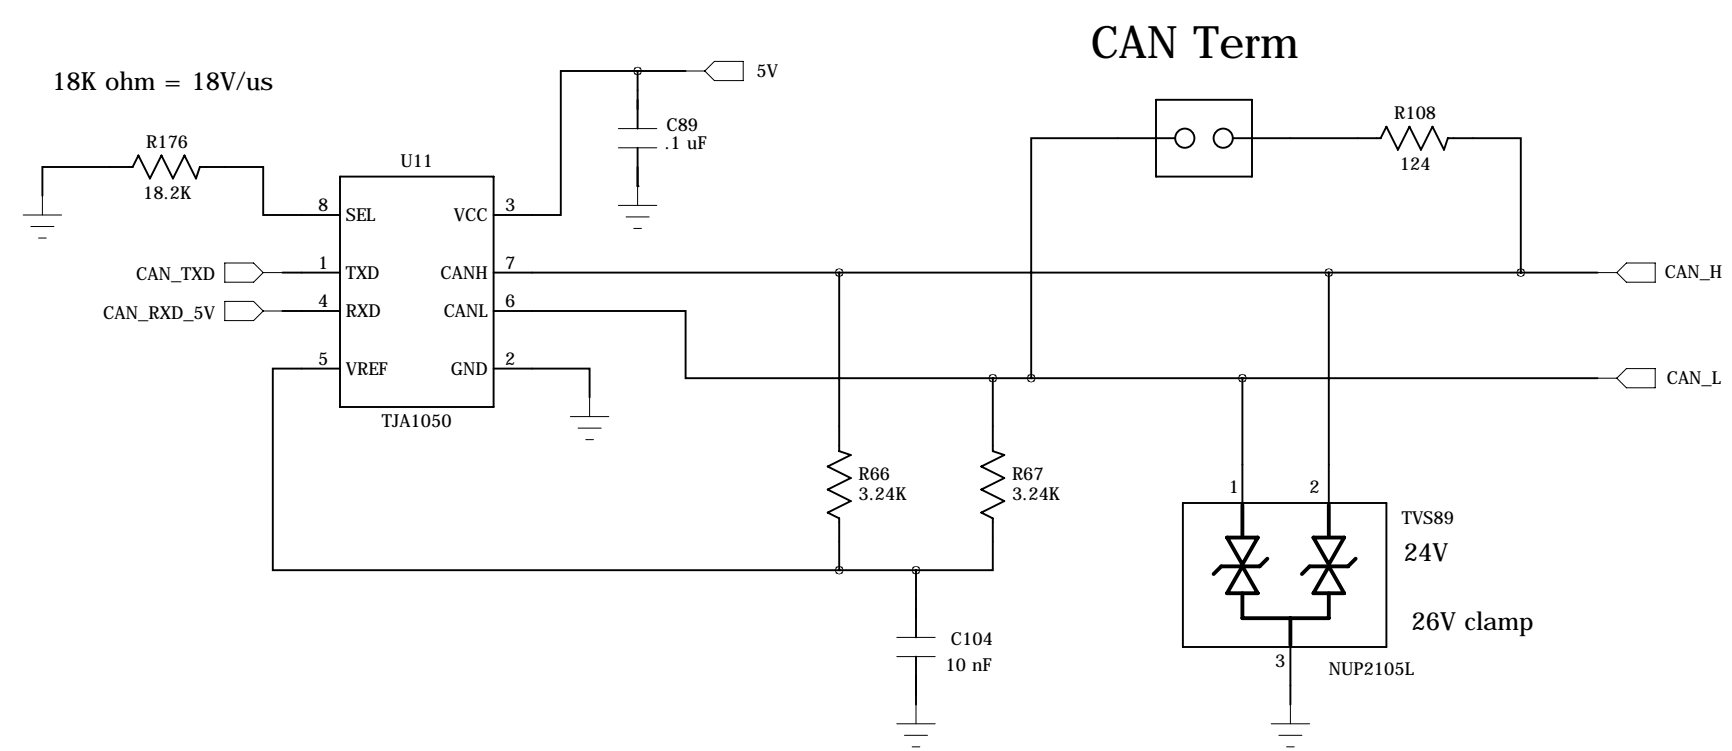 CAN Term
18K ohm = 18V/us
5V
R176
18.2K
C89
.1 uF
R108
124
U11
8 SEL
VCC 3
CAN_TXD 1 TXD
CANH 7
CAN_H
CAN_RXD_5V 4 RXD
CANL 6
5 VREF
GND 2
CAN_L
TJA1050
R66
3.24K
R67
3.24K
1 2
TVS89
24V
26V clamp
3
NUP2105L
C104
10 nF